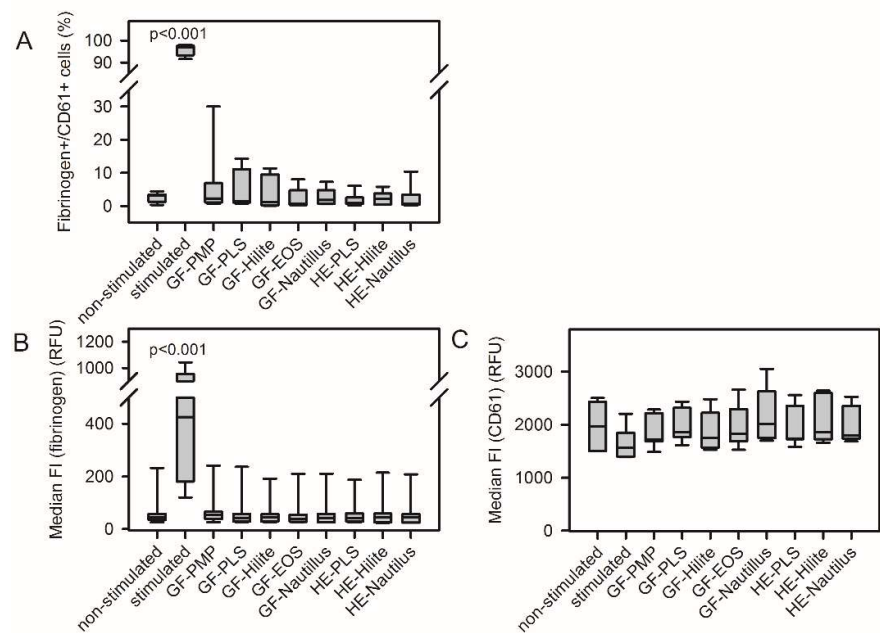 A
Fibrinogen+/CD61+ cells (%)
p<0.001
100
90
30
20
10
0
non-stimulated
stimulated
GF-PMP
GF-PLS
GF-Hilite
GF-EOS
GF-Nautillus
HE-PLS
HE-Hilite
HE-Nautilus
B
Median FI (fibrinogen) (RFU)
p<0.001
1200
1000
400
200
0
non-stimulated
stimulated
GF-PMP
GF-PLS
GF-Hilite
GF-EOS
GF-Nautillus
HE-PLS
HE-Hilite
HE-Nautilus
C
Median FI (CD61) (RFU)
3000
2000
1000
0
non-stimulated
stimulated
GF-PMP
GF-PLS
GF-Hilite
GF-EOS
GF-Nautillus
HE-PLS
HE-Hilite
HE-Nautilus